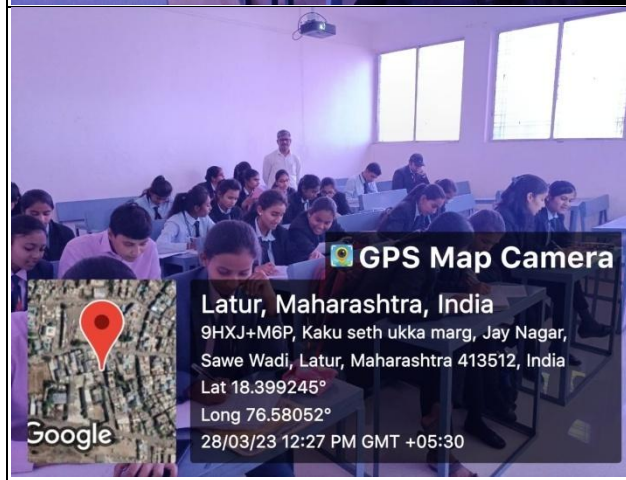 GPS Map Camera
Latur, Maharashtra, India
9HXJ+M6P, Kaku seth ukka marg, Jay Nagar,
Sawe Wadi, Latur, Maharashtra 413512, India
Lat 18.399245°
Long 76.58052°
28/03/23 12:27 PM GMT +05:30
Google